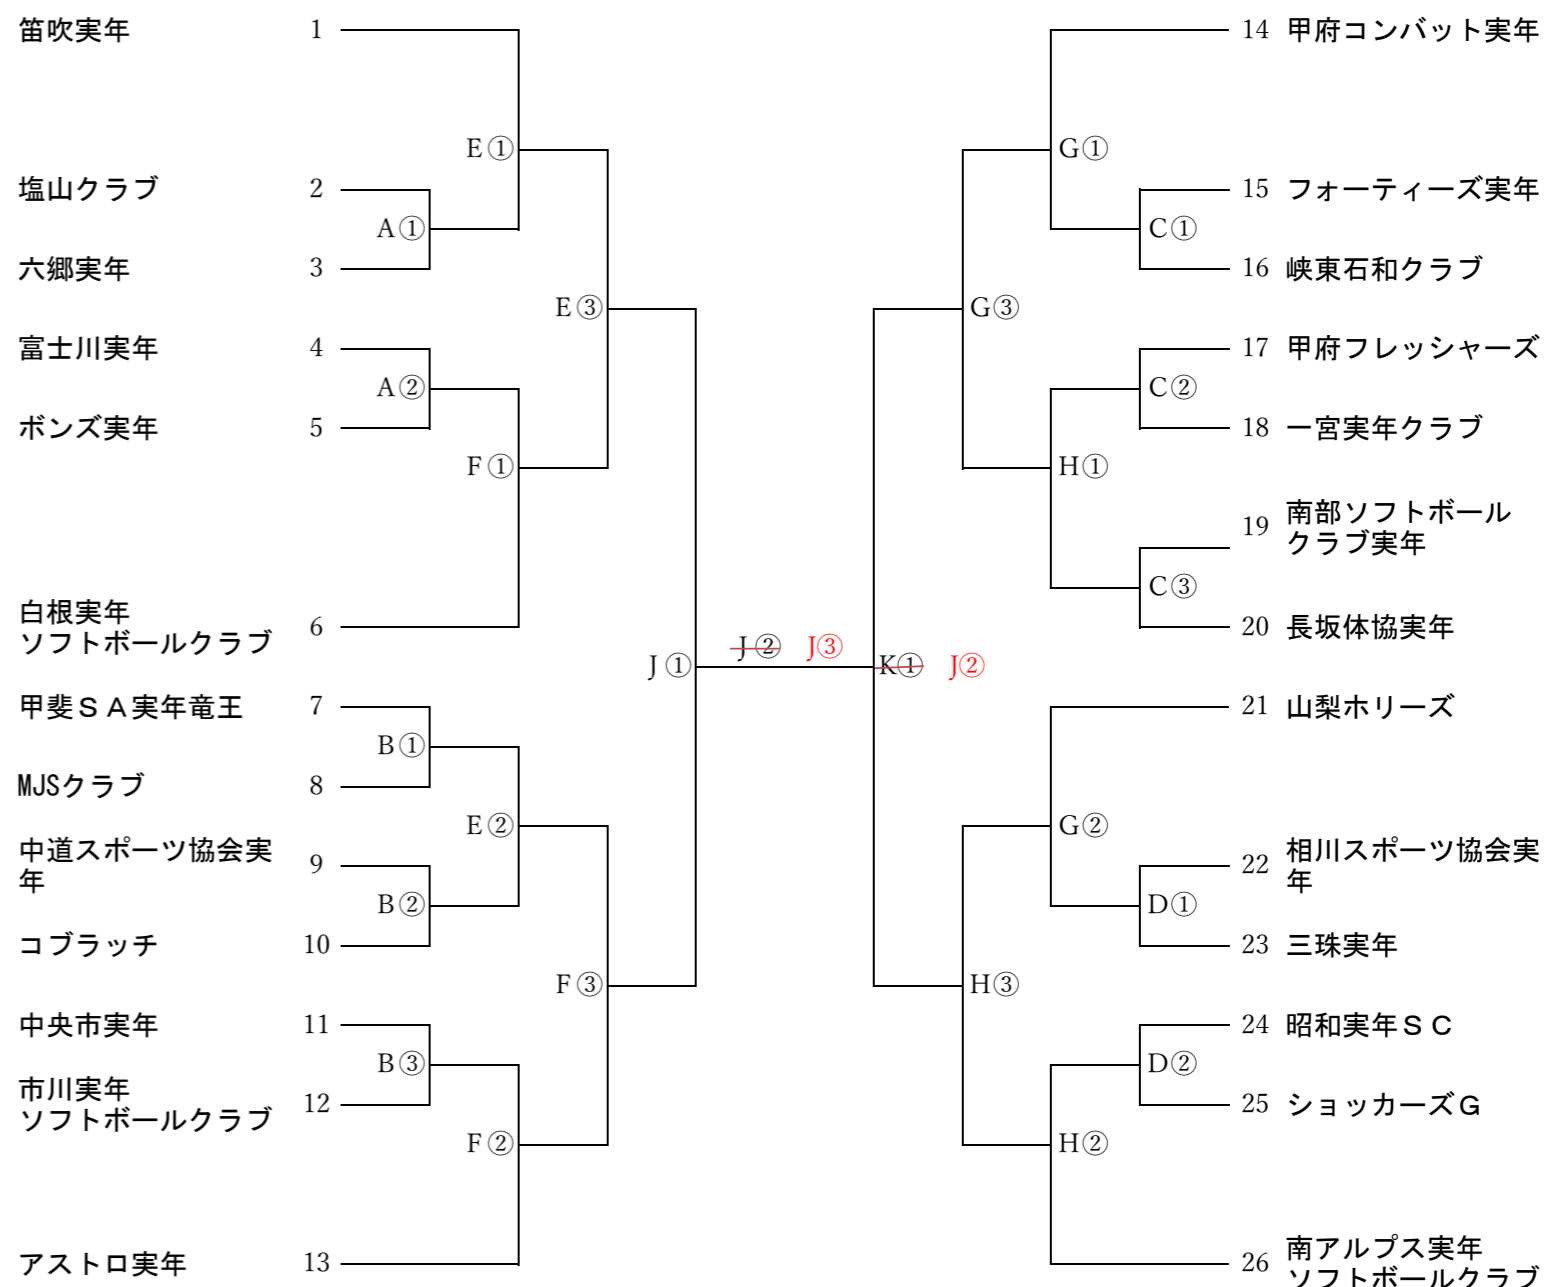 笛吹実年 1
E①
塩山クラブ 2
A①
六郷実年 3
E③
富士川実年 4
A②
ボンズ実年 5
F①
白根実年
ソフトボールクラブ 6
J①
J② J③
甲斐ＳＡ実年竜王 7
B①
MJSクラブ 8
E②
中道スポーツ協会実
年 9
B②
コブラッチ 10
F③
中央市実年 11
B③
市川実年
ソフトボールクラブ 12
F②
アストロ実年 13
14 甲府コンバット実年
G①
15 フォーティーズ実年
C①
16 峡東石和クラブ
G③
17 甲府フレッシャーズ
C②
18 一宮実年クラブ
H①
19 南部ソフトボール
クラブ実年
C③
20 長坂体協実年
K① J②
21 山梨ホリーズ
G②
22 相川スポーツ協会実
年
D①
23 三珠実年
H③
24 昭和実年ＳＣ
D②
25 ショッカーズＧ
H②
26 南アルプス実年
ソフトボールクラブ